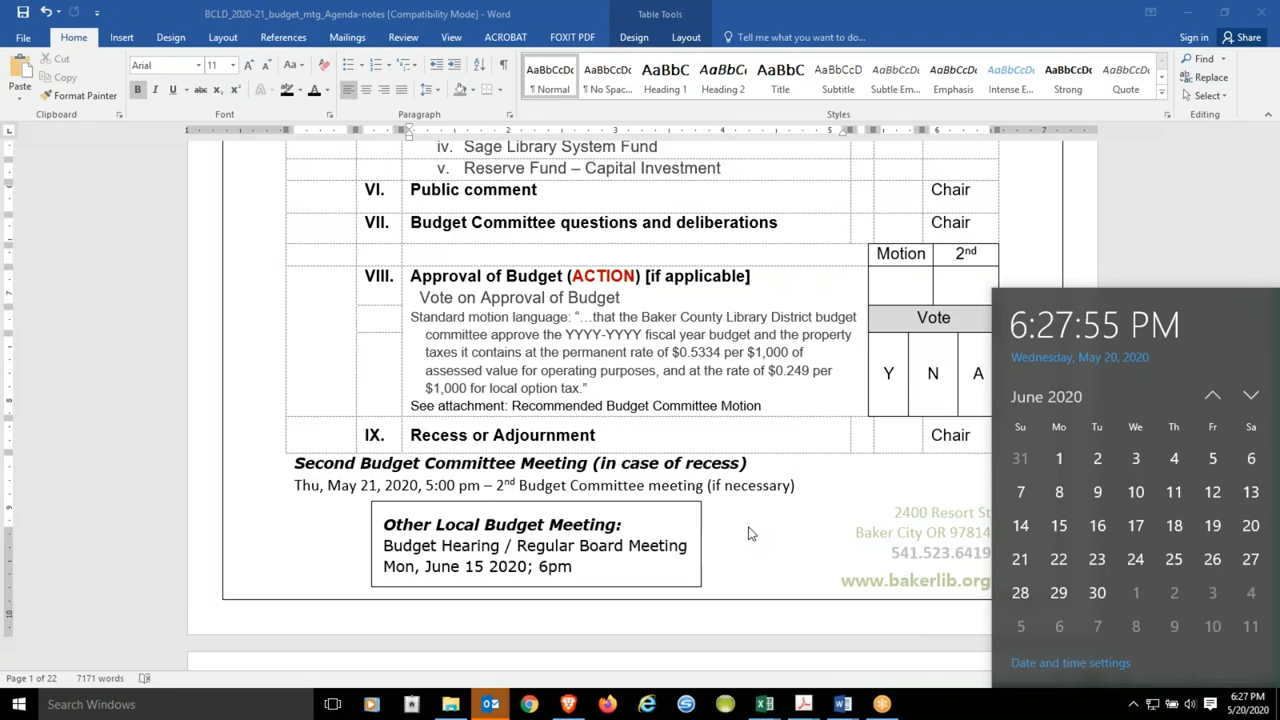 BCLD_2020-21_budget_mtg_Agenda-notes [Compatibility Mode] - Word
Table Tools
File Home Insert Design Layout References Mailings Review View ACROBAT FOXIT PDF Design Layout Tell me what you want to do... Sign in Share
Paste
Cut
Copy
Format Painter
Arial 11
AaBbCcDc AaBbCcDc AaBbC AaBbCc AaBbC AaBbCcD AaBbCcDc AaBbCcDc AaBbCcDc AaBbCcDc AaBbCcDc
¶ Normal ¶ No Spac... Heading 1 Heading 2 Title Subtitle Subtle Em... Emphasis Intense E... Strong Quote
Find
Replace
Select
Clipboard Font Paragraph Styles Editing
1 2 3 4 5 6 7
iv. Sage Library System Fund
v. Reserve Fund – Capital Investment
VI. Public comment Chair
VII. Budget Committee questions and deliberations Chair
Motion 2nd
VIII. Approval of Budget (ACTION) [if applicable]
Vote on Approval of Budget
Standard motion language: “…that the Baker County Library District budget
committee approve the YYYY-YYYY fiscal year budget and the property
taxes it contains at the permanent rate of $0.5334 per $1,000 of
assessed value for operating purposes, and at the rate of $0.249 per
$1,000 for local option tax.”
See attachment: Recommended Budget Committee Motion
Vote
Y N A
IX. Recess or Adjournment Chair
Second Budget Committee Meeting (in case of recess)
Thu, May 21, 2020, 5:00 pm – 2nd Budget Committee meeting (if necessary)
Other Local Budget Meeting:
Budget Hearing / Regular Board Meeting
Mon, June 15 2020; 6pm
2400 Resort St
Baker City OR 97814
541.523.6419
www.bakerlib.org
6:27:55 PM
Wednesday, May 20, 2020
June 2020
Su Mo Tu We Th Fr Sa
31 1 2 3 4 5 6
7 8 9 10 11 12 13
14 15 16 17 18 19 20
21 22 23 24 25 26 27
28 29 30 1 2 3 4
5 6 7 8 9 10 11
Date and time settings
Page 1 of 22 7171 words
Search Windows
6:27 PM
5/20/2020